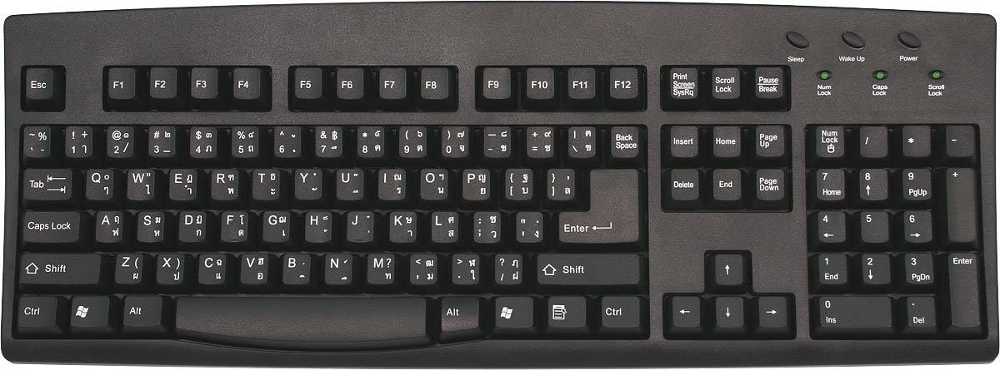 Sleep Wake Up Power
Num Lock Caps Lock Scroll Lock
Esc F1 F2 F3 F4 F5 F6 F7 F8 F9 F10 F11 F12 Print Screen SysRq Scroll Lock Pause Break
~ % ! + @ ๑ # ๒ $ ๓ % ๔ ^ ู & ฿ * ๕ ( ๖ ) ๗ _ ๘ + ๙ | ฅ Back Space Insert Home Page Up Num Lock / * -
` - 1 ๅ 2 / 3 _ 4 ภ 5 ถ 6 ุ 7 ึ 8 ค 9 ต 0 จ - ข = ช \ ฃ
Tab Q ๐ W " E ฎ R ฑ T ธ Y ํ U ๊ I ณ O ฯ P ญ { ฐ } , Delete End Page Down 7 Home 8 ↑ 9 PgUp +
ๆ ไ ำ พ ะ ั ี ร น ย [ บ ] ล
Caps Lock A ฤ S ฆ D ฏ F โ G ฌ H ็ J ๋ K ษ L ศ : ซ " . Enter 4 ← 5 6 →
ฟ ห ก ด เ ้ ่ า ส ; ว ' ง
Shift Z ( X ) C ฉ V ฮ B ฺ N ์ M ? < ฒ > ฬ ? ฦ Shift ↑ 1 End 2 ↓ 3 PgDn Enter
ผ ป แ อ ิ ื ท , ม . ใ / ฝ
Ctrl Alt Alt Ctrl ← ↓ → 0 Ins . Del